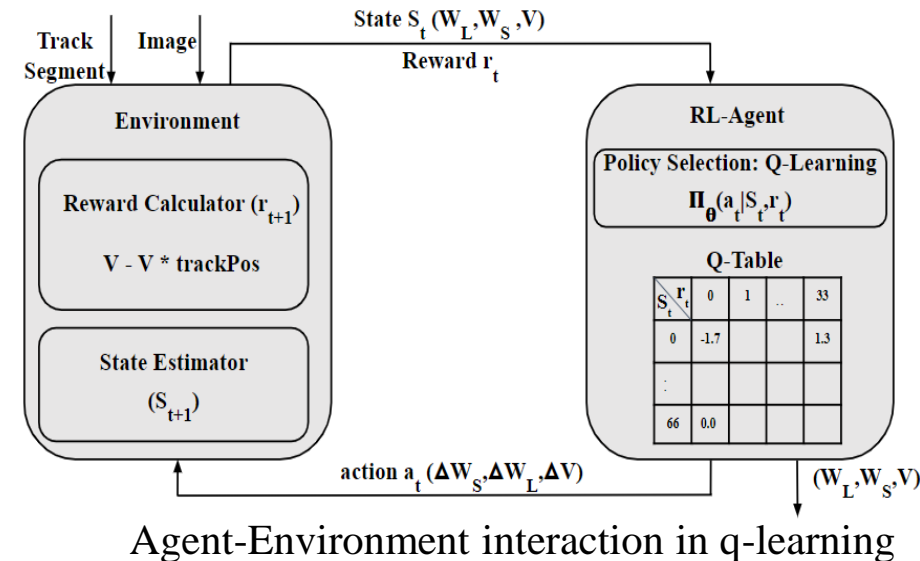 State S_t (W_L,W_S,V)
Track Segment
Image
Reward r_t
Environment
Reward Calculator (r_{t+1})
V - V * trackPos
State Estimator
(S_{t+1})
RL-Agent
Policy Selection: Q-Learning
Π_θ(a_t|S_t,r_t)
Q-Table
S_t r_t 0 1 .. 33
0 -1.7 1.3
:
66 0.0
action a_t (ΔW_S,ΔW_L,ΔV)
(W_L,W_S,V)
Agent-Environment interaction in q-learning